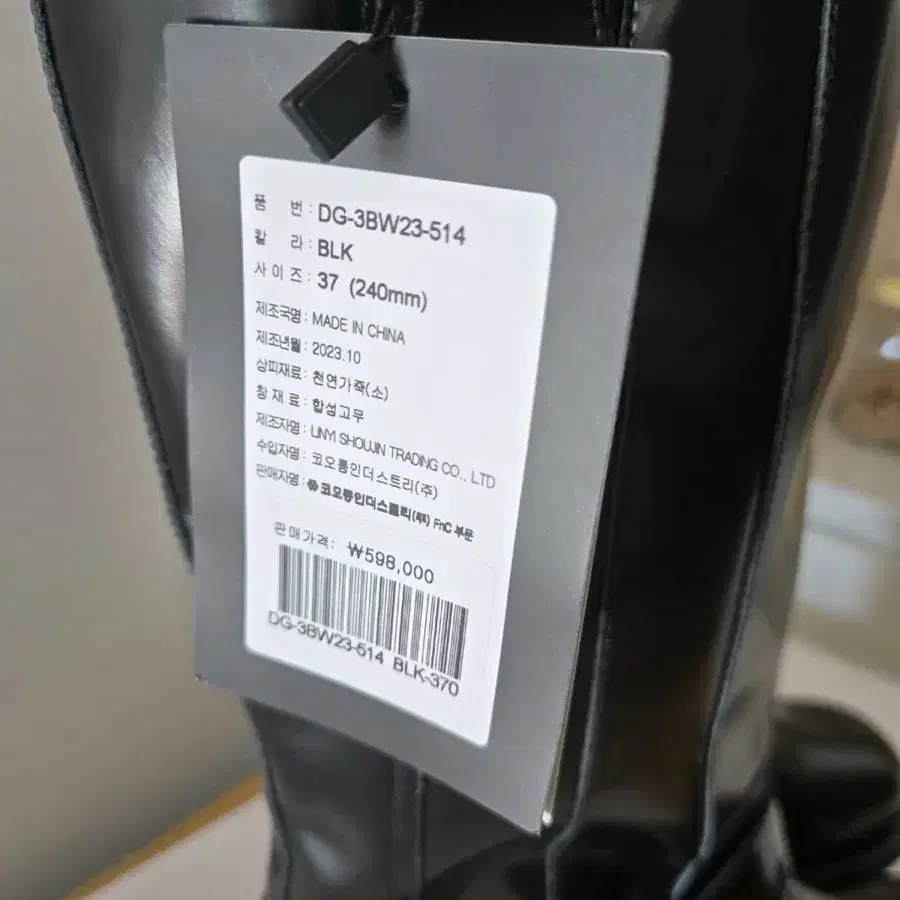 품 번 : DG-3BW23-514
칼 라 : BLK
사 이 즈 : 37 (240mm)
제조국명 : MADE IN CHINA
제조년월 : 2023.10
상피재료 : 천연가죽(소)
창 재 료 : 합성고무
제조자명 : LINYI SHOUJIN TRADING CO., LTD
수입자명 : 코오롱인더스트리(주)
판매자명 : 코오롱인더스트리(주) FnC 부문
판 매 가 격 : ₩598,000
DG-3BW23-514 BLK-370